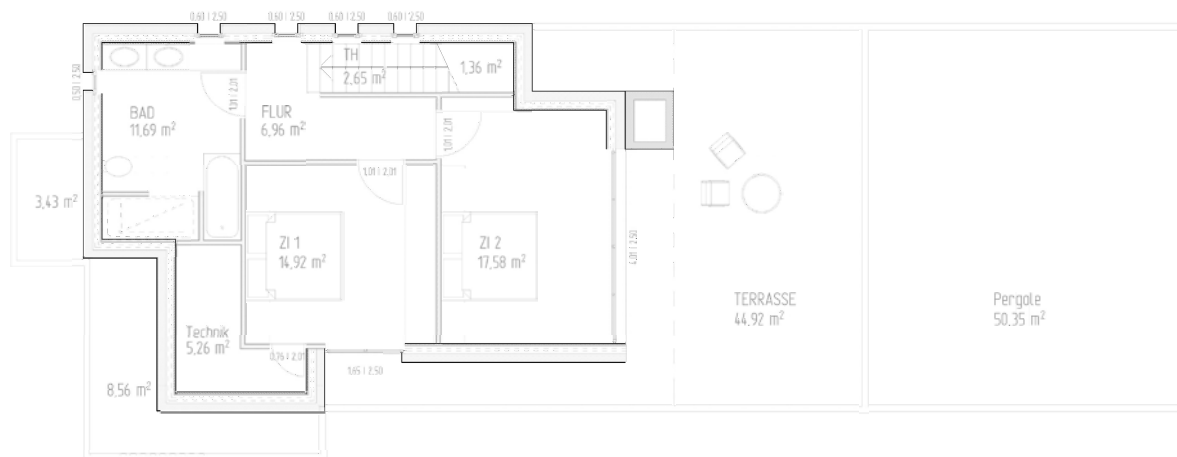 0,60 | 2,50
0,60 | 2,50
0,60 | 2,50
0,60 | 2,50
0,50 | 2,50
TH
2,65 m²
1,36 m²
1,01 | 2,01
BAD
11,69 m²
FLUR
6,96 m²
1,01 | 2,01
1,01 | 2,01
3,43 m²
ZI 1
14,92 m²
ZI 2
17,58 m²
4,01 | 2,50
TERRASSE
44,92 m²
Pergole
50,35 m²
Technik
5,26 m²
0,76 | 2,01
1,65 | 2,50
8,56 m²